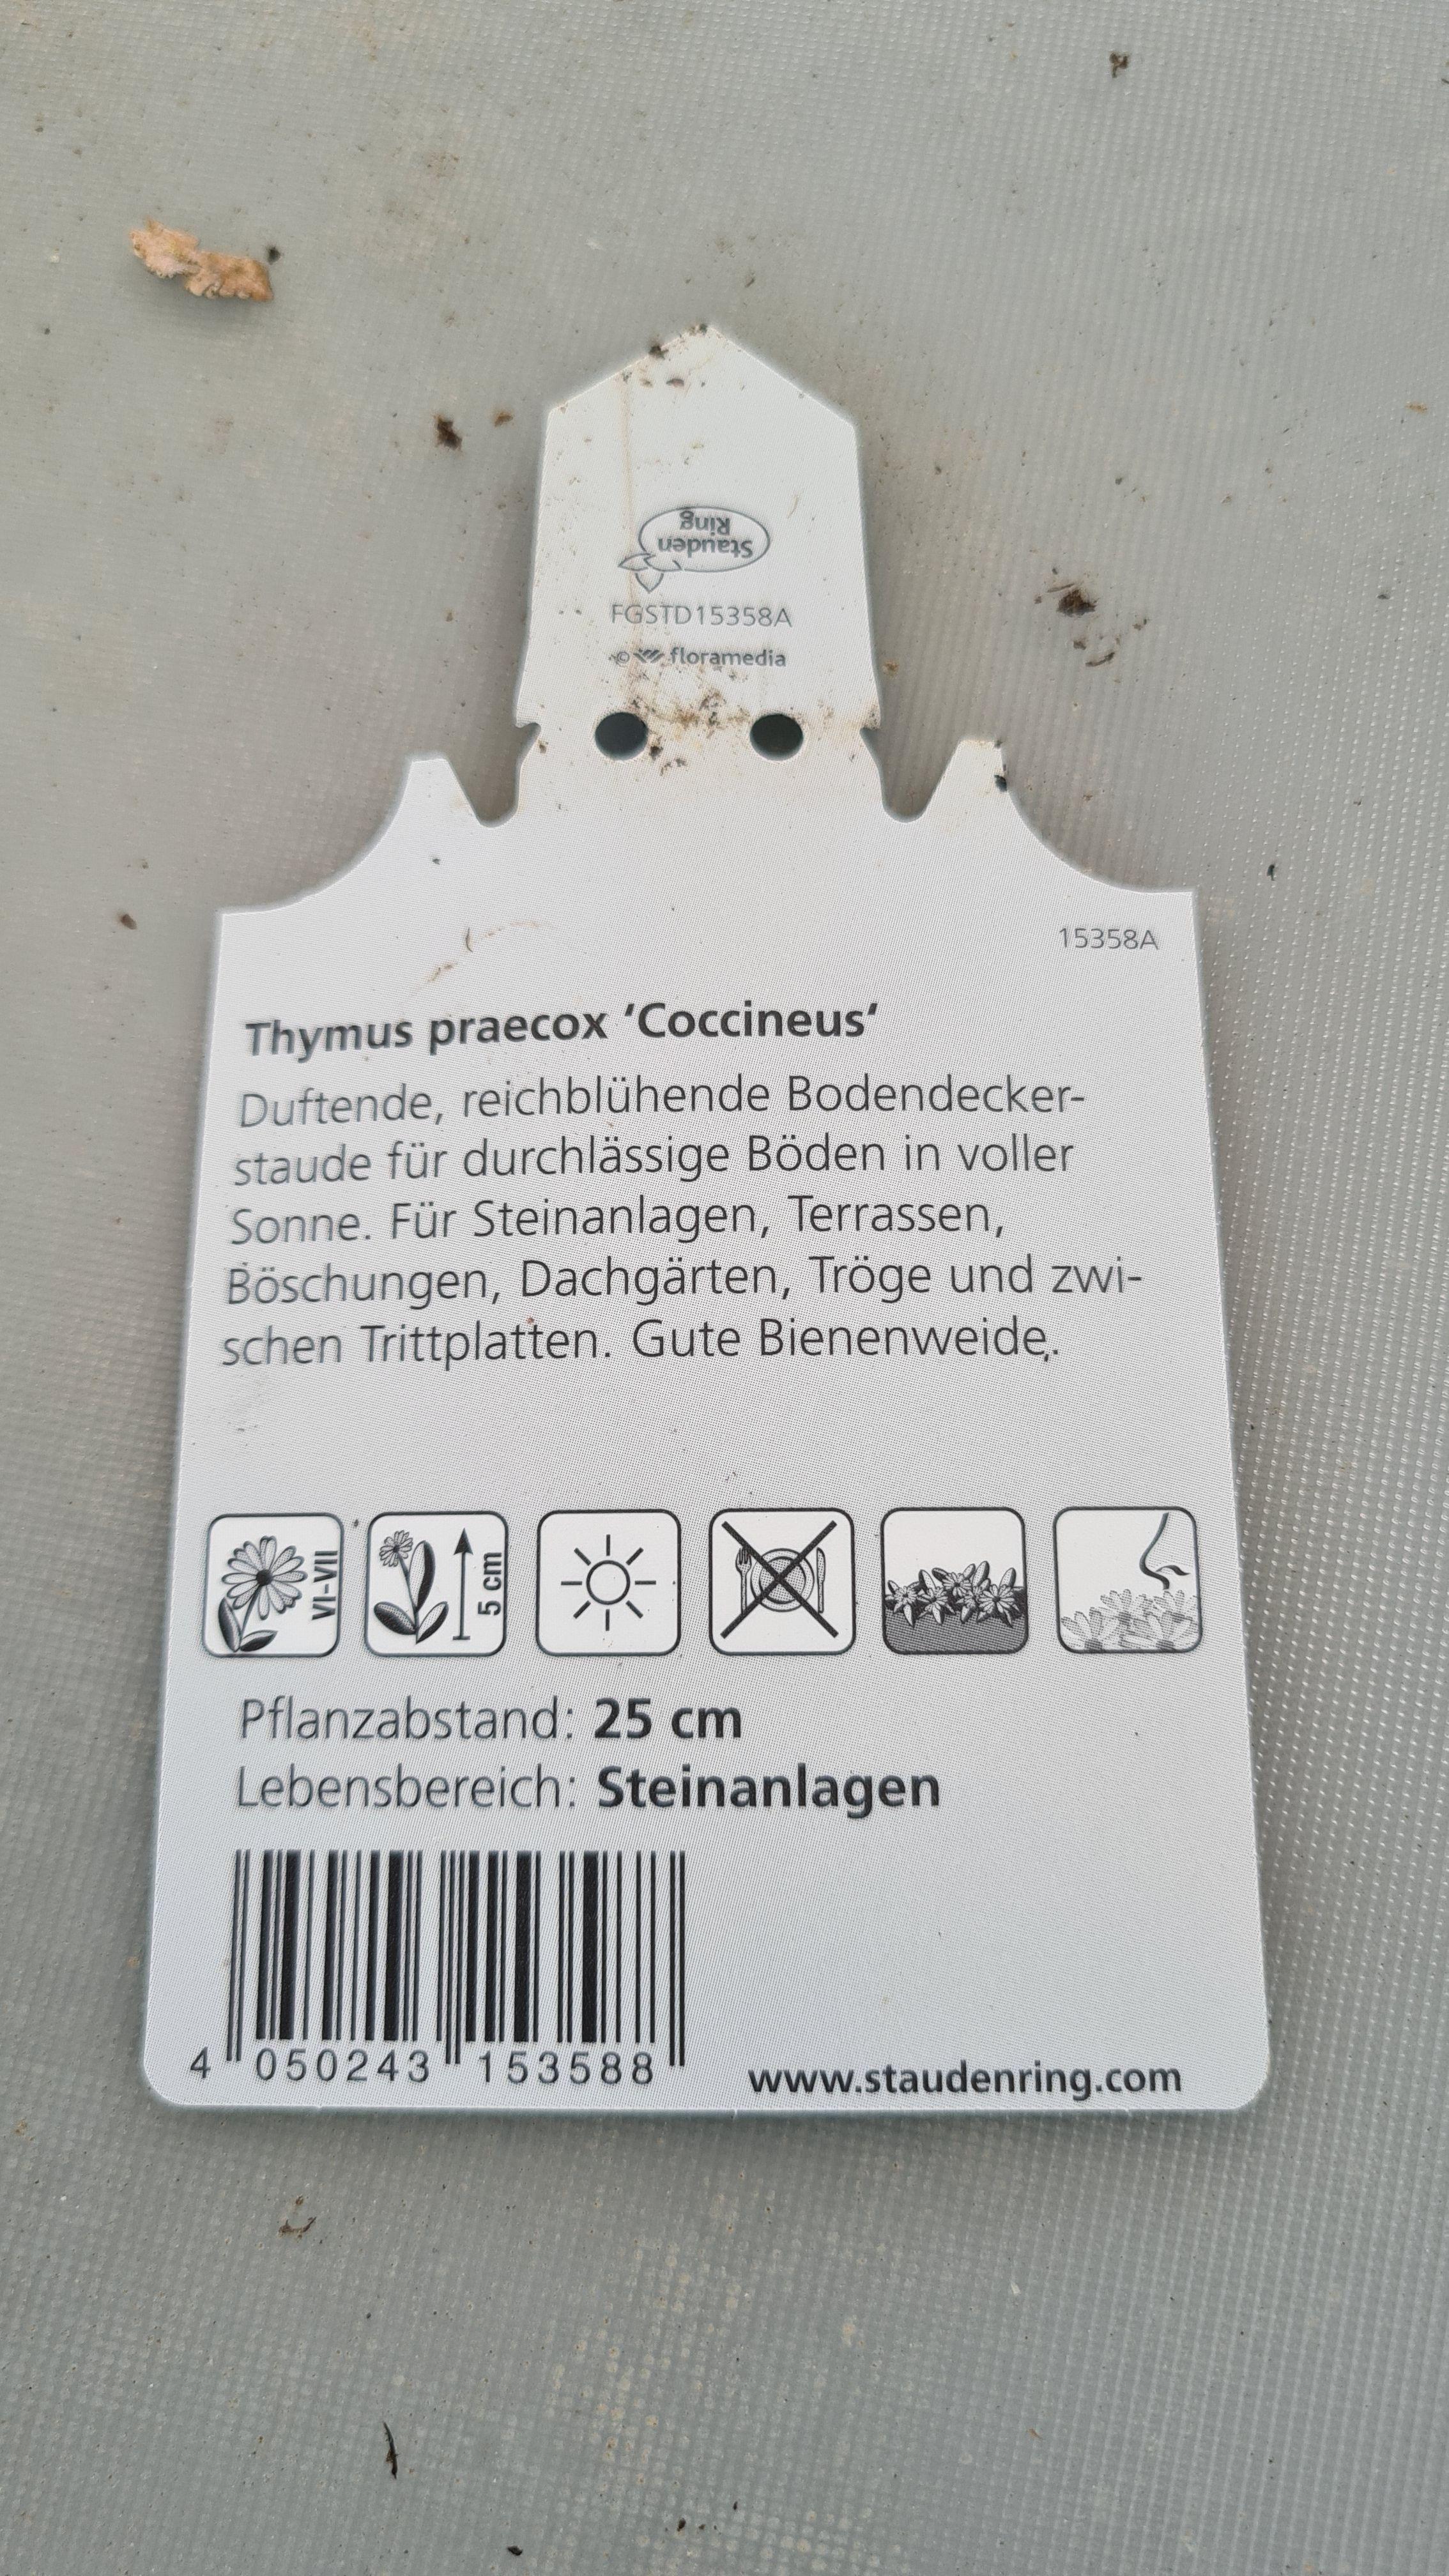 Stauden
Ring
FGSTD15358A
© floramedia
15358A
Thymus praecox ‘Coccineus‘
Duftende, reichblühende Bodendecker-
staude für durchlässige Böden in voller
Sonne. Für Steinanlagen, Terrassen,
Böschungen, Dachgärten, Tröge und zwi-
schen Trittplatten. Gute Bienenweide.
VI-VII
5 cm
Pflanzabstand: 25 cm
Lebensbereich: Steinanlagen
4 050243 153588
www.staudenring.com